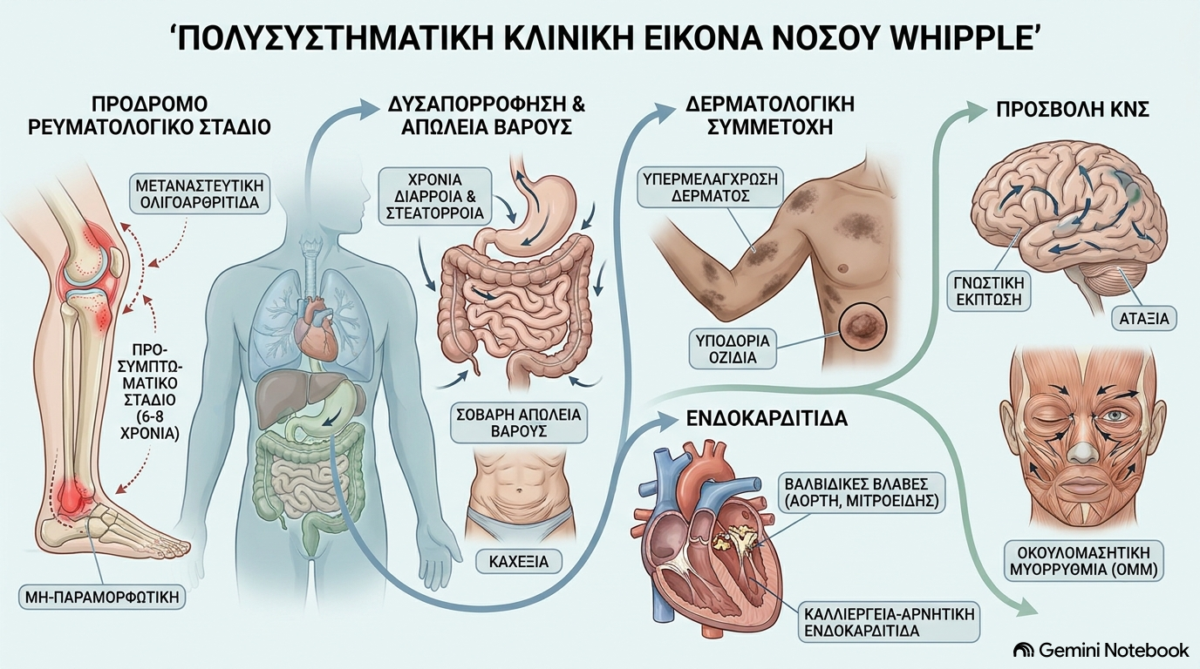 ‘ΠΟΛΥΣΥΣΤΗΜΑΤΙΚΗ ΚΛΙΝΙΚΗ ΕΙΚΟΝΑ ΝΟΣΟΥ WHIPPLE’
ΠΡΟΔΡΟΜΟ
ΡΕΥΜΑΤΟΛΟΓΙΚΟ ΣΤΑΔΙΟ
ΜΕΤΑΝΑΣΤΕΥΤΙΚΗ
ΟΛΙΓΟΑΡΘΡΙΤΙΔΑ
ΠΡΟ-
ΣΥΜΠΤΩ-
ΜΑΤΙΚΟ
ΣΤΑΔΙΟ
(6-8
ΧΡΟΝΙΑ)
ΜΗ-ΠΑΡΑΜΟΡΦΩΤΙΚΗ
ΔΥΣΑΠΟΡΡΟΦΗΣΗ &
ΑΠΩΛΕΙΑ ΒΑΡΟΥΣ
ΧΡΟΝΙΑ
ΔΙΑΡΡΟΙΑ &
ΣΤΕΑΤΟΡΡΟΙΑ
ΣΟΒΑΡΗ ΑΠΩΛΕΙΑ
ΒΑΡΟΥΣ
ΚΑΧΕΞΙΑ
ΔΕΡΜΑΤΟΛΟΓΙΚΗ
ΣΥΜΜΕΤΟΧΗ
ΥΠΕΡΜΕΛΑΓΧΡΩΣΗ
ΔΕΡΜΑΤΟΣ
ΥΠΟΔΟΡΙΑ
ΟΖΙΔΙΑ
ΕΝΔΟΚΑΡΔΙΤΙΔΑ
ΒΑΛΒΙΔΙΚΕΣ ΒΛΑΒΕΣ
(ΑΟΡΤΗ, ΜΙΤΡΟΕΙΔΗΣ)
ΚΑΛΛΙΕΡΓΕΙΑ-ΑΡΝΗΤΙΚΗ
ΕΝΔΟΚΑΡΔΙΤΙΔΑ
ΠΡΟΣΒΟΛΗ ΚΝΣ
ΓΝΩΣΤΙΚΗ
ΕΚΠΤΩΣΗ
ΑΤΑΞΙΑ
ΟΚΟΥΛΟΜΑΣΗΤΙΚΗ
ΜΥΟΡΡΥΘΜΙΑ (ΟΜΜ)
Gemini Notebook